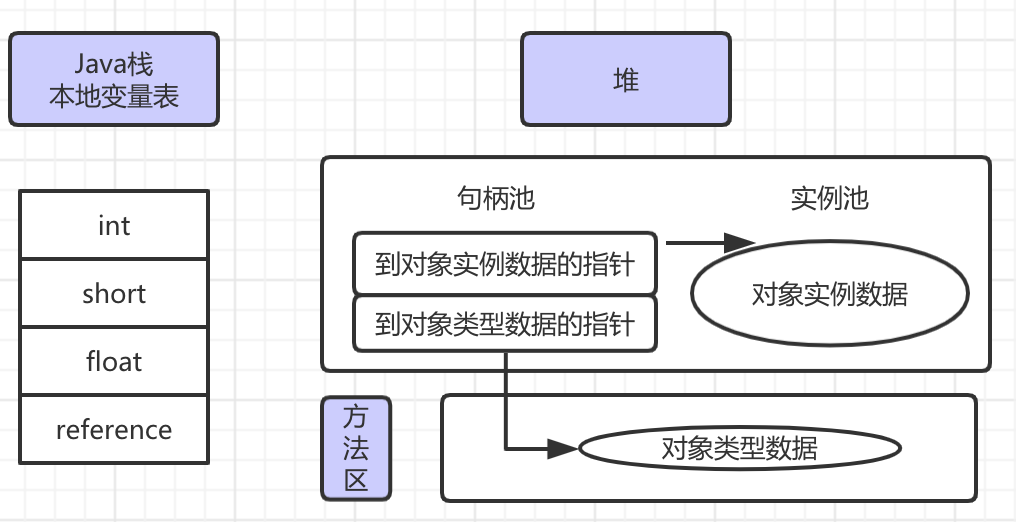 Java栈
本地变量表
堆
int
short
float
reference
句柄池
实例池
到对象实例数据的指针
到对象类型数据的指针
对象实例数据
方
法
区
对象类型数据